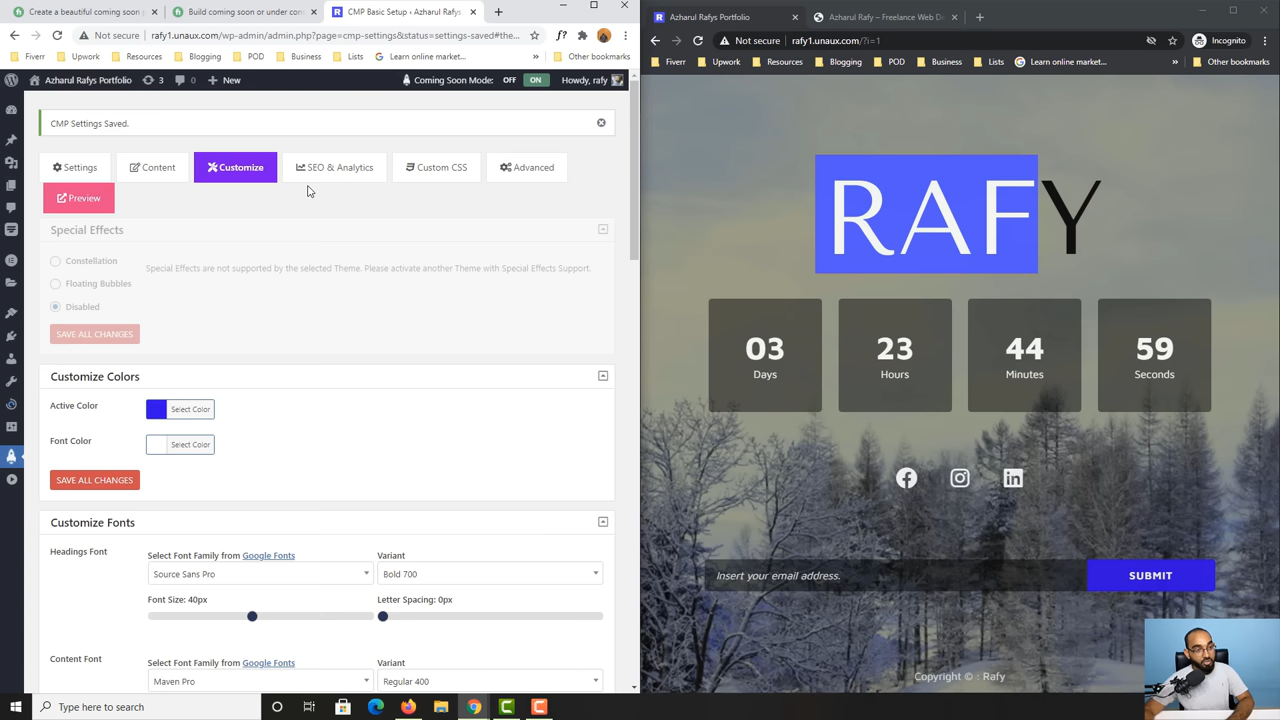 Create a beautiful coming soon
Build coming soon or under con
CMP Basic Setup ‹ Azharul Rafys
Azharul Rafys Portfolio
Azharul Rafy – Freelance Web De
Not secure
rafy1.unaux.com/wp-admin/admin.php?page=cmp-settings&status=settings-saved#the...
Not secure
rafy1.unaux.com/?i=1
Incognito
Fiverr Upwork Resources Blogging POD Business Lists Learn online market... » Other bookmarks
Fiverr Upwork Resources Blogging POD Business Lists Learn online market... » Other bookmarks
Azharul Rafys Portfolio 3 0 + New Coming Soon Mode: OFF ON Howdy, rafy
CMP Settings Saved.
Settings Content Customize SEO & Analytics Custom CSS Advanced
Preview
Special Effects
Constellation
Special Effects are not supported by the selected Theme. Please activate another Theme with Special Effects Support.
Floating Bubbles
Disabled
SAVE ALL CHANGES
Customize Colors
Active Color Select Color
Font Color Select Color
SAVE ALL CHANGES
Customize Fonts
Headings Font
Select Font Family from Google Fonts Variant
Source Sans Pro Bold 700
Font Size: 40px Letter Spacing: 0px
Content Font
Select Font Family from Google Fonts Variant
Maven Pro Regular 400
RAFY
03 23 44 59
Days Hours Minutes Seconds
Insert your email address. SUBMIT
Copyright © : Rafy
Type here to search